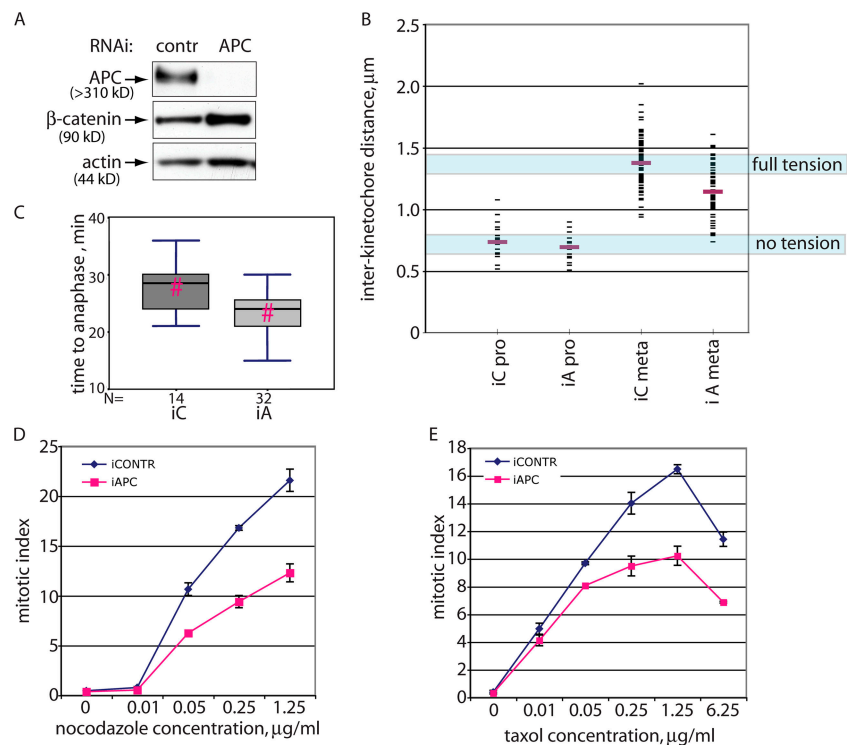 A
RNAi: contr APC
APC
(>310 kD)
β-catenin
(90 kD)
actin
(44 kD)
B
inter-kinetochore distance, μm
2.5
2.0
1.5
1.0
0.5
0
full tension
no tension
iC pro
iA pro
iC meta
i A meta
C
time to anaphase , min
40
30
20
10
#
#
N= 14 32
iC iA
D
mitotic index
25
20
15
10
5
0
iCONTR
iAPC
0 0.01 0.05 0.25 1.25
nocodazole concentration, μg/ml
E
mitotic index
18
16
14
12
10
8
6
4
2
0
iCONTR
iAPC
0 0.01 0.05 0.25 1.25 6.25
taxol concentration, μg/ml